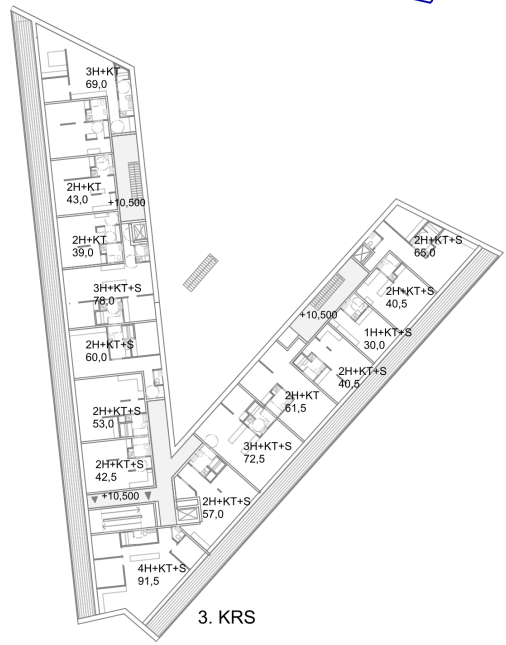 3H+KT
69,0
2H+KT
43,0
+10,500
2H+KT
39,0
2H+KT+S
65,0
3H+KT+S
78,0
2H+KT+S
40,5
+10,500
1H+KT+S
30,0
2H+KT+S
60,0
2H+KT+S
40,5
2H+KT
61,5
2H+KT+S
53,0
3H+KT+S
72,5
2H+KT+S
42,5
+10,500
2H+KT+S
57,0
4H+KT+S
91,5
3. KRS